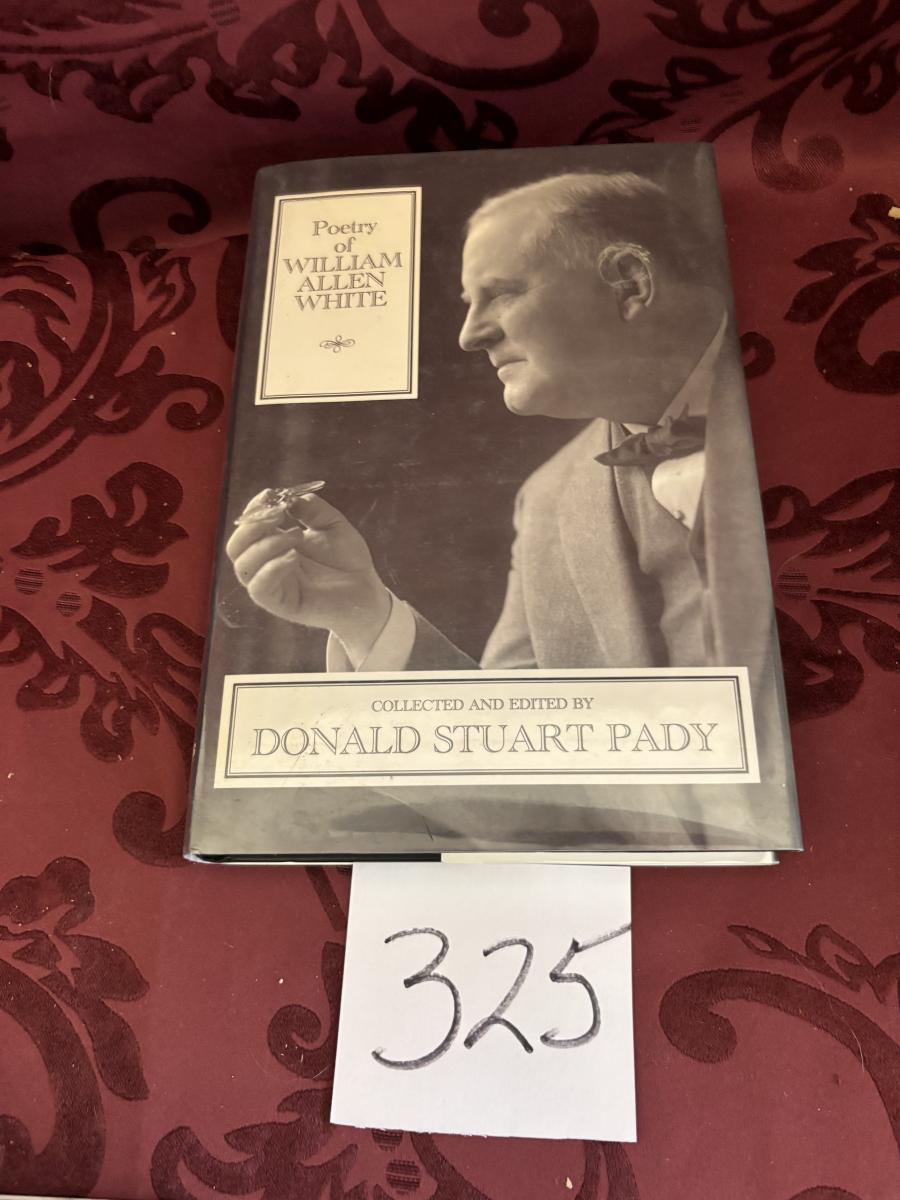 Poetry
of
WILLIAM
ALLEN
WHITE
COLLECTED AND EDITED BY
DONALD STUART PADY
325